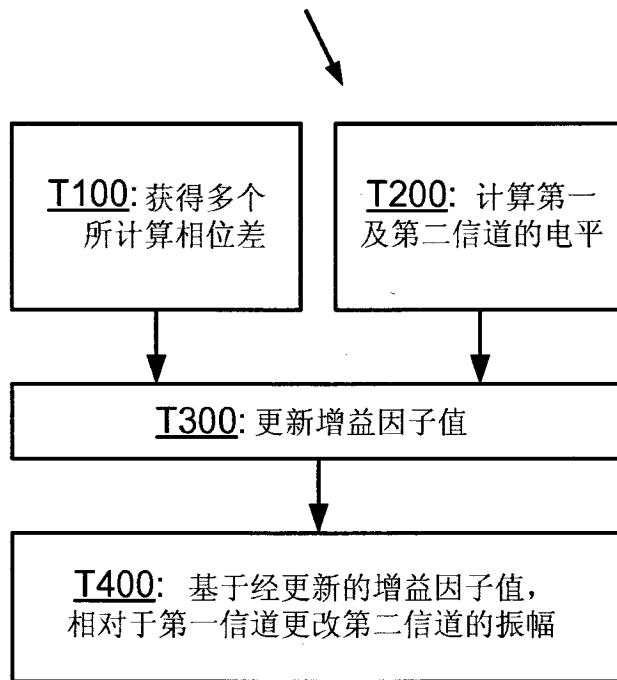 T100: 获得多个
所计算相位差
T200: 计算第一
及第二信道的电平
T300: 更新增益因子值
T400: 基于经更新的增益因子值，
相对于第一信道更改第二信道的振幅